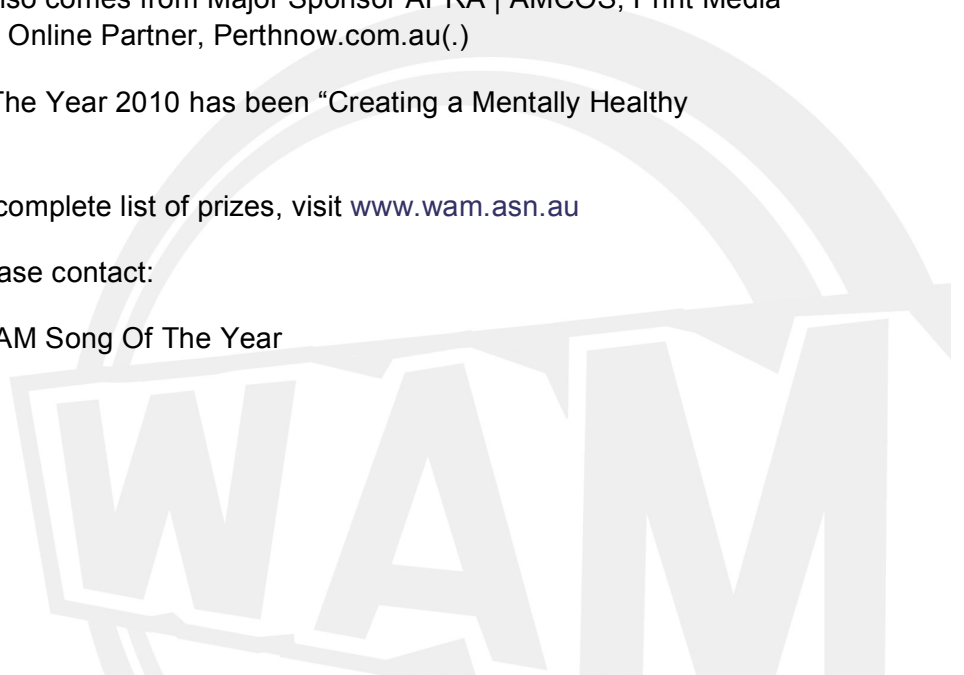 lso comes from Major Sponsor APRA | AMCOS, Print Media
Online Partner, Perthnow.com.au(.)
The Year 2010 has been “Creating a Mentally Healthy
complete list of prizes, visit www.wam.asn.au
ase contact:
AM Song Of The Year
WAM